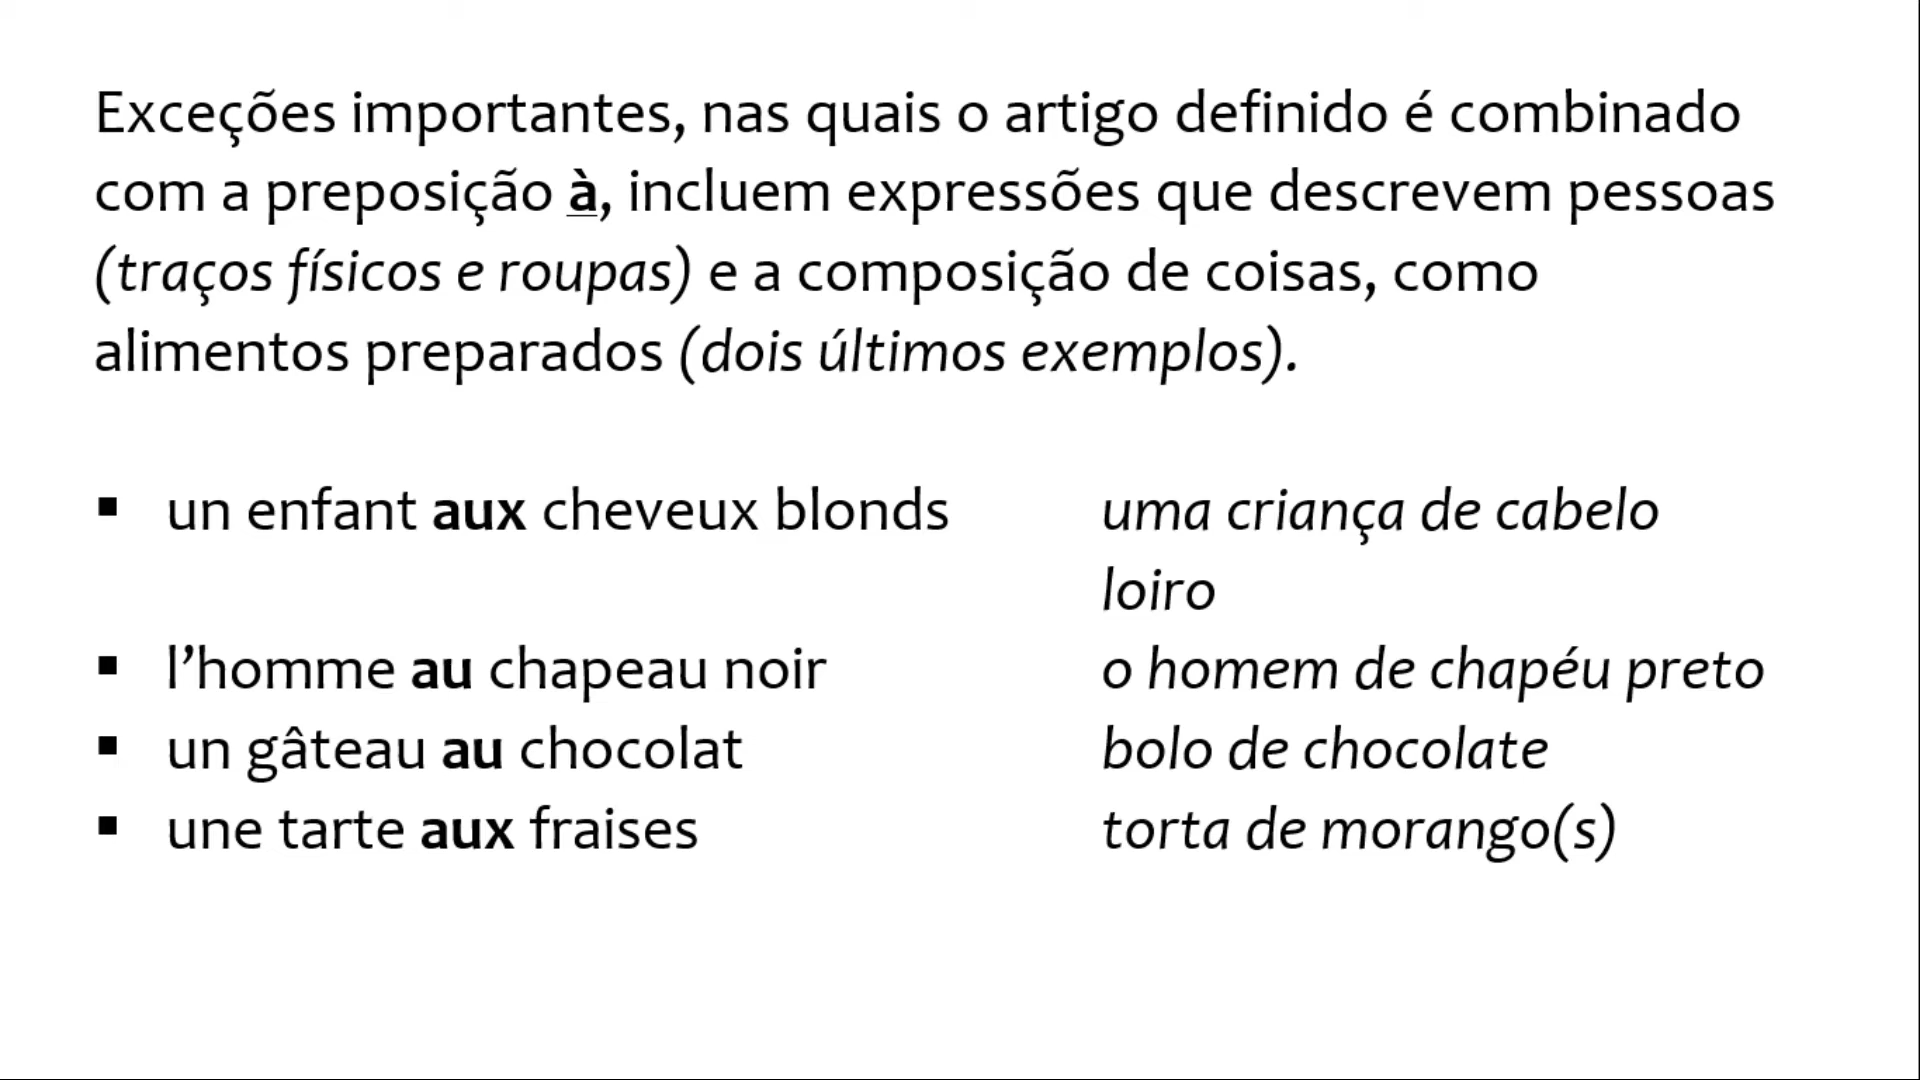 Exceções importantes, nas quais o artigo definido é combinado
com a preposição à, incluem expressões que descrevem pessoas
(traços físicos e roupas) e a composição de coisas, como
alimentos preparados (dois últimos exemplos).
▪ un enfant aux cheveux blonds uma criança de cabelo
loiro
▪ l’homme au chapeau noir o homem de chapéu preto
▪ un gâteau au chocolat bolo de chocolate
▪ une tarte aux fraises torta de morango(s)